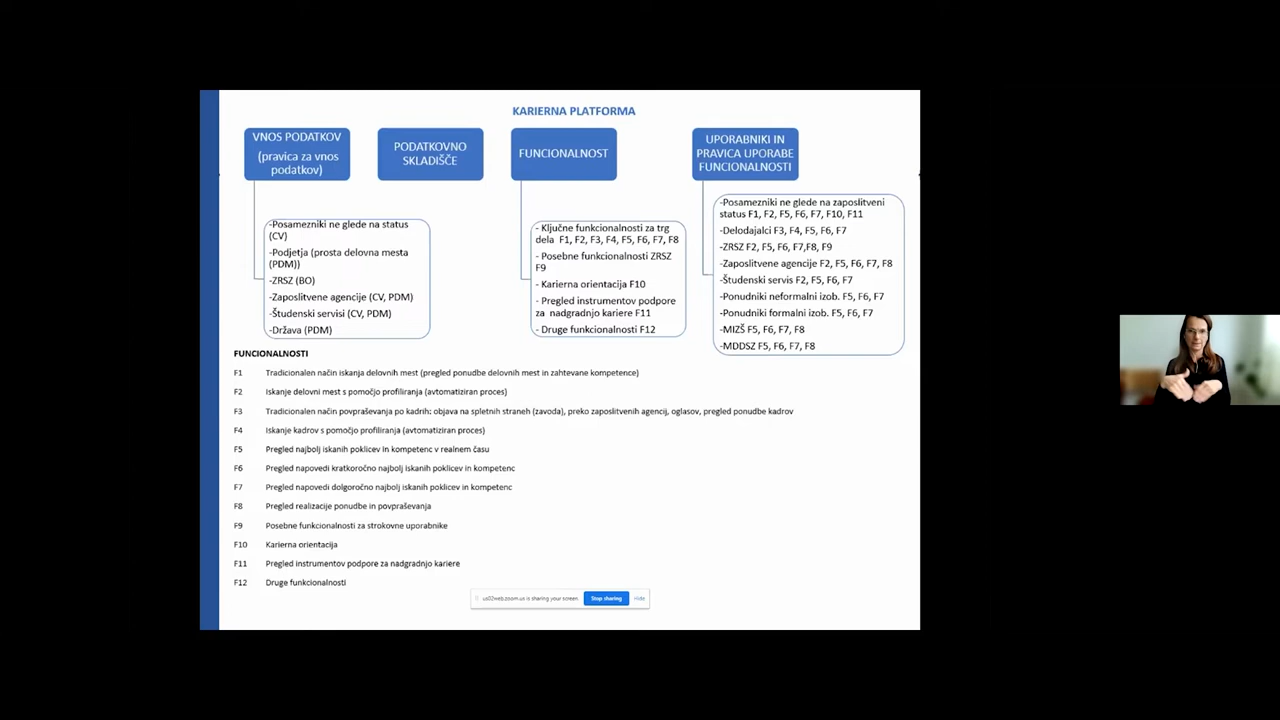 KARIERNA PLATFORMA
VNOS PODATKOV
(pravica za vnos
podatkov)
PODATKOVNO
SKLADIŠČE
FUNCIONALNOST
UPORABNIKI IN
PRAVICA UPORABE
FUNCIONALNOSTI
-Posamezniki ne glede na status
(CV)
-Podjetja (prosta delovna mesta
(PDM))
-ZRSZ (BO)
-Zaposlitvene agencije (CV, PDM)
-Študenski servisi (CV, PDM)
-Država (PDM)
- Ključne funkcionalnosti za trg
dela F1, F2, F3, F4, F5, F6, F7, F8
- Posebne funkcionalnosti ZRSZ
F9
- Karierna orientacija F10
- Pregled instrumentov podpore
za nadgradnjo kariere F11
- Druge funkcionalnosti F12
-Posamezniki ne glede na zaposlitveni
status F1, F2, F5, F6, F7, F10, F11
-Delodajalci F3, F4, F5, F6, F7
-ZRSZ F2, F5, F6, F7,F8, F9
-Zaposlitvene agencije F2, F5, F6, F7, F8
-Študenski servis F2, F5, F6, F7
-Ponudniki neformalni izob. F5, F6, F7
-Ponudniki formalni izob. F5, F6, F7
-MIZŠ F5, F6, F7, F8
-MDDSZ F5, F6, F7, F8
FUNCIONALNOSTI
F1 Tradicionalen način iskanja delovnih mest (pregled ponudbe delovnih mest in zahtevane kompetence)
F2 Iskanje delovni mest s pomočjo profiliranja (avtomatiziran proces)
F3 Tradicionalen način povpraševanja po kadrih: objava na spletnih straneh (zavoda), preko zaposlitvenih agencij, oglasov, pregled ponudbe kadrov
F4 Iskanje kadrov s pomočjo profiliranja (avtomatiziran proces)
F5 Pregled najbolj iskanih poklicev in kompetenc v realnem času
F6 Pregled napovedi kratkoročno najbolj iskanih poklicev in kompetenc
F7 Pregled napovedi dolgoročno najbolj iskanih poklicev in kompetenc
F8 Pregled realizacije ponudbe in povpraševanja
F9 Posebne funkcionalnosti za strokovne uporabnike
F10 Karierna orientacija
F11 Pregled instrumentov podpore za nadgradnjo kariere
F12 Druge funkcionalnosti
us02web.zoom.us is sharing your screen. Stop sharing Hide